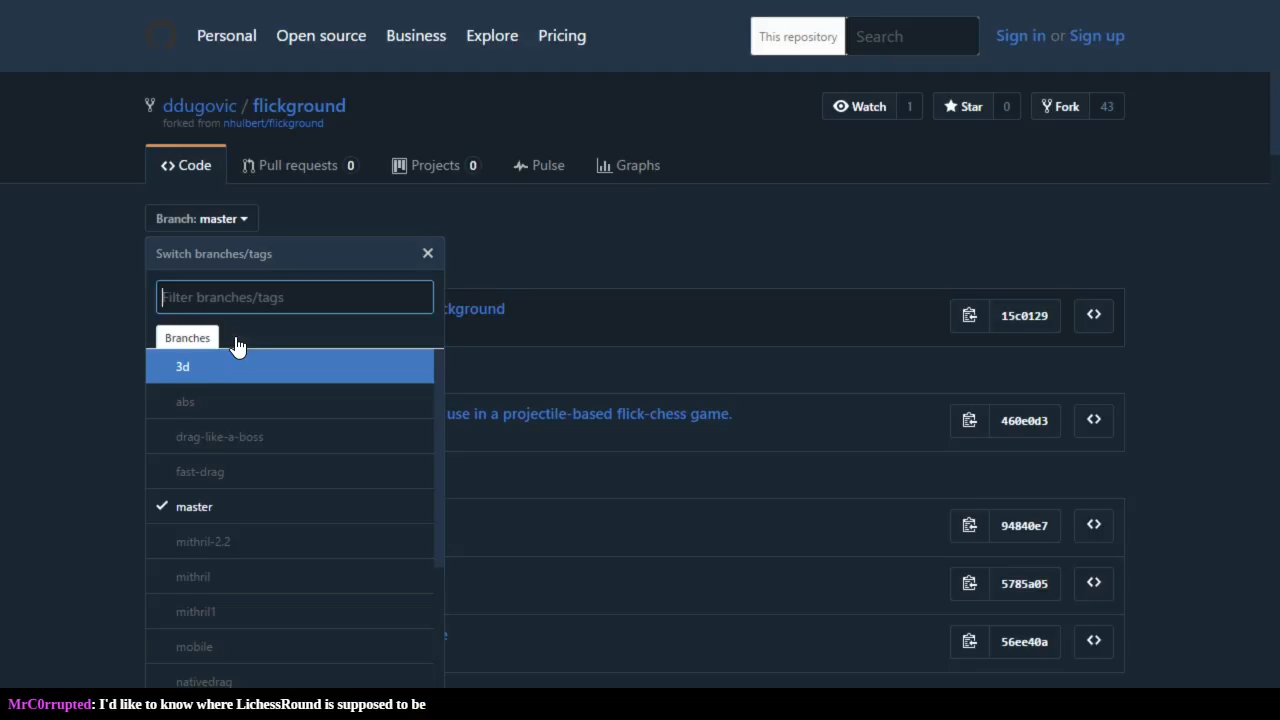 Personal Open source Business Explore Pricing This repository Search Sign in or Sign up
ddugovic / flickground Watch 1 Star 0 Fork 43
forked from nhulbert/flickground
Code Pull requests 0 Projects 0 Pulse Graphs
Branch: master
Switch branches/tags
Filter branches/tags
ckground 15c0129
Branches
3d
abs
use in a projectile-based flick-chess game. 460e0d3
drag-like-a-boss
fast-drag
master
94840e7
mithril-2.2
mithril 5785a05
mithril1
e 56ee40a
mobile
nativedrag
MrC0rrupted: I'd like to know where LichessRound is supposed to be